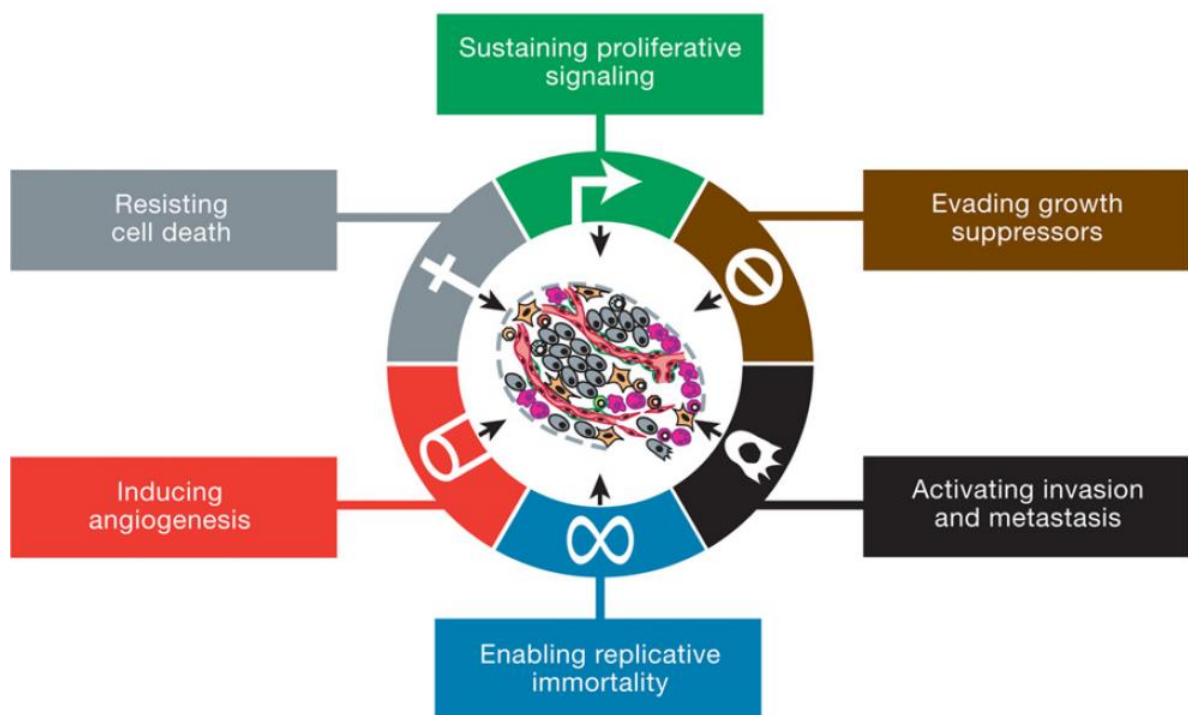 Sustaining proliferative
signaling
Resisting
cell death
Evading growth
suppressors
Inducing
angiogenesis
Activating invasion
and metastasis
Enabling replicative
immortality